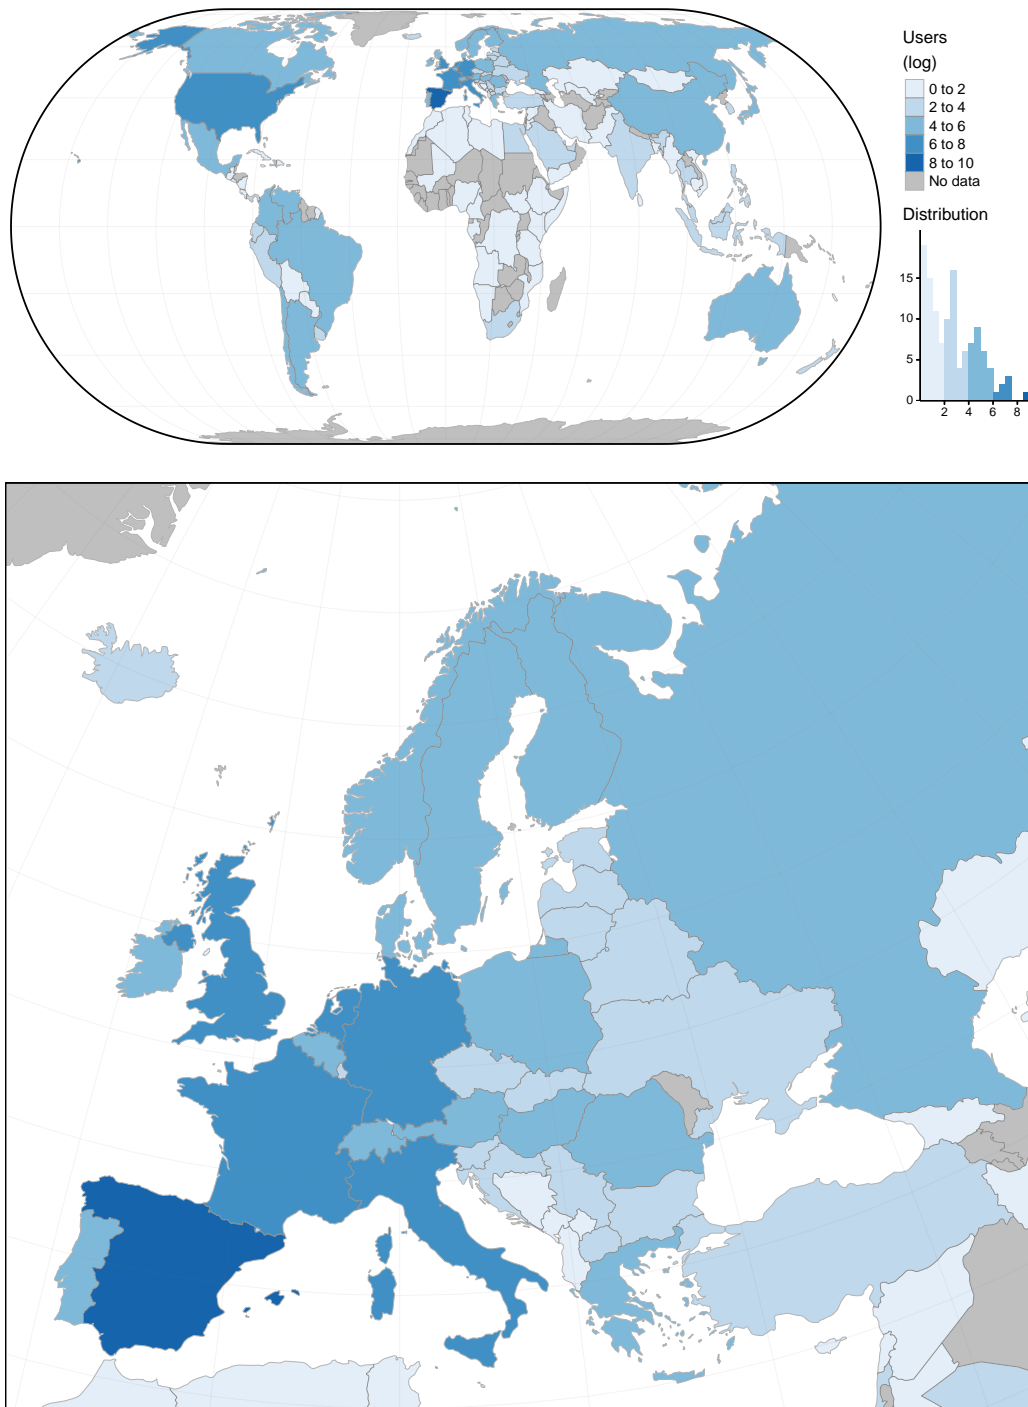 Users
(log)
0 to 2
2 to 4
4 to 6
6 to 8
8 to 10
No data
Distribution
15
10
5
0
2 4 6 8